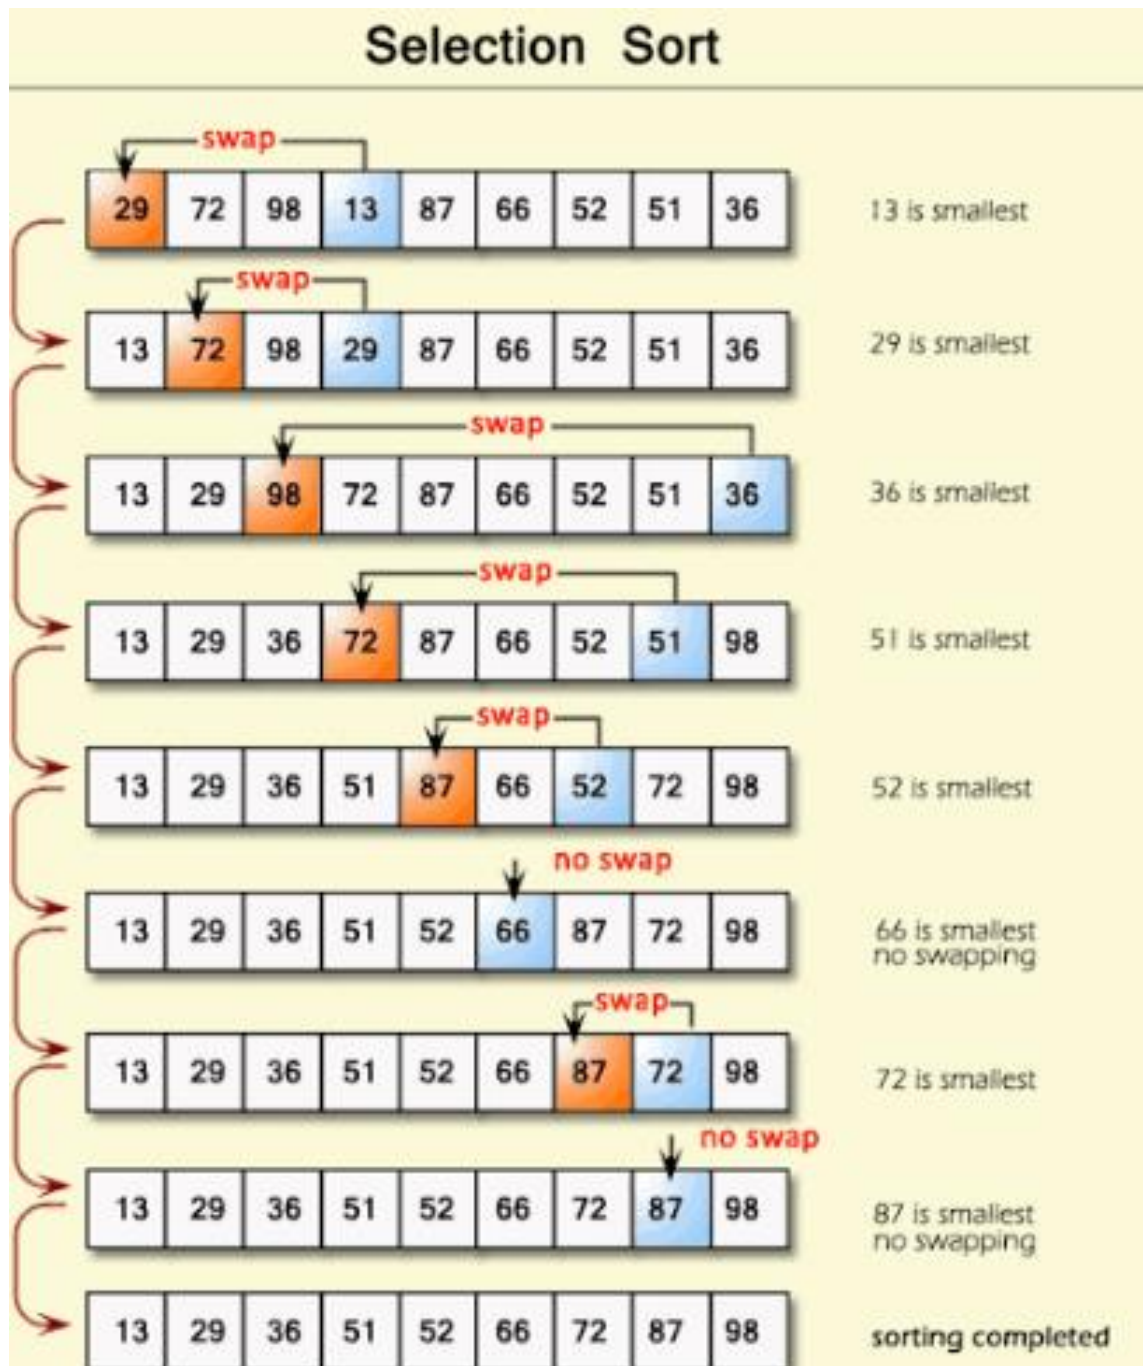 Selection Sort
swap
29 72 98 13 87 66 52 51 36 13 is smallest
swap
13 72 98 29 87 66 52 51 36 29 is smallest
swap
13 29 98 72 87 66 52 51 36 36 is smallest
swap
13 29 36 72 87 66 52 51 98 51 is smallest
swap
13 29 36 51 87 66 52 72 98 52 is smallest
no swap
13 29 36 51 52 66 87 72 98 66 is smallest
no swapping
swap
13 29 36 51 52 66 87 72 98 72 is smallest
no swap
13 29 36 51 52 66 72 87 98 87 is smallest
no swapping
13 29 36 51 52 66 72 87 98 sorting completed